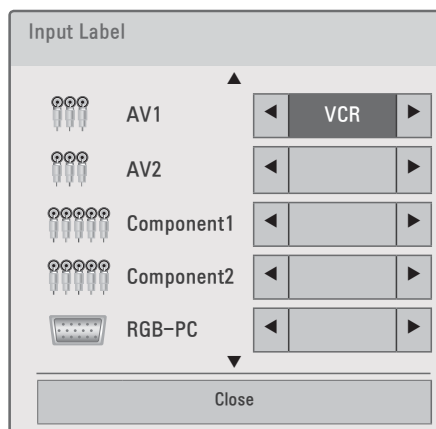 Input Label
AV1 VCR
AV2
Component1
Component2
RGB-PC
Close